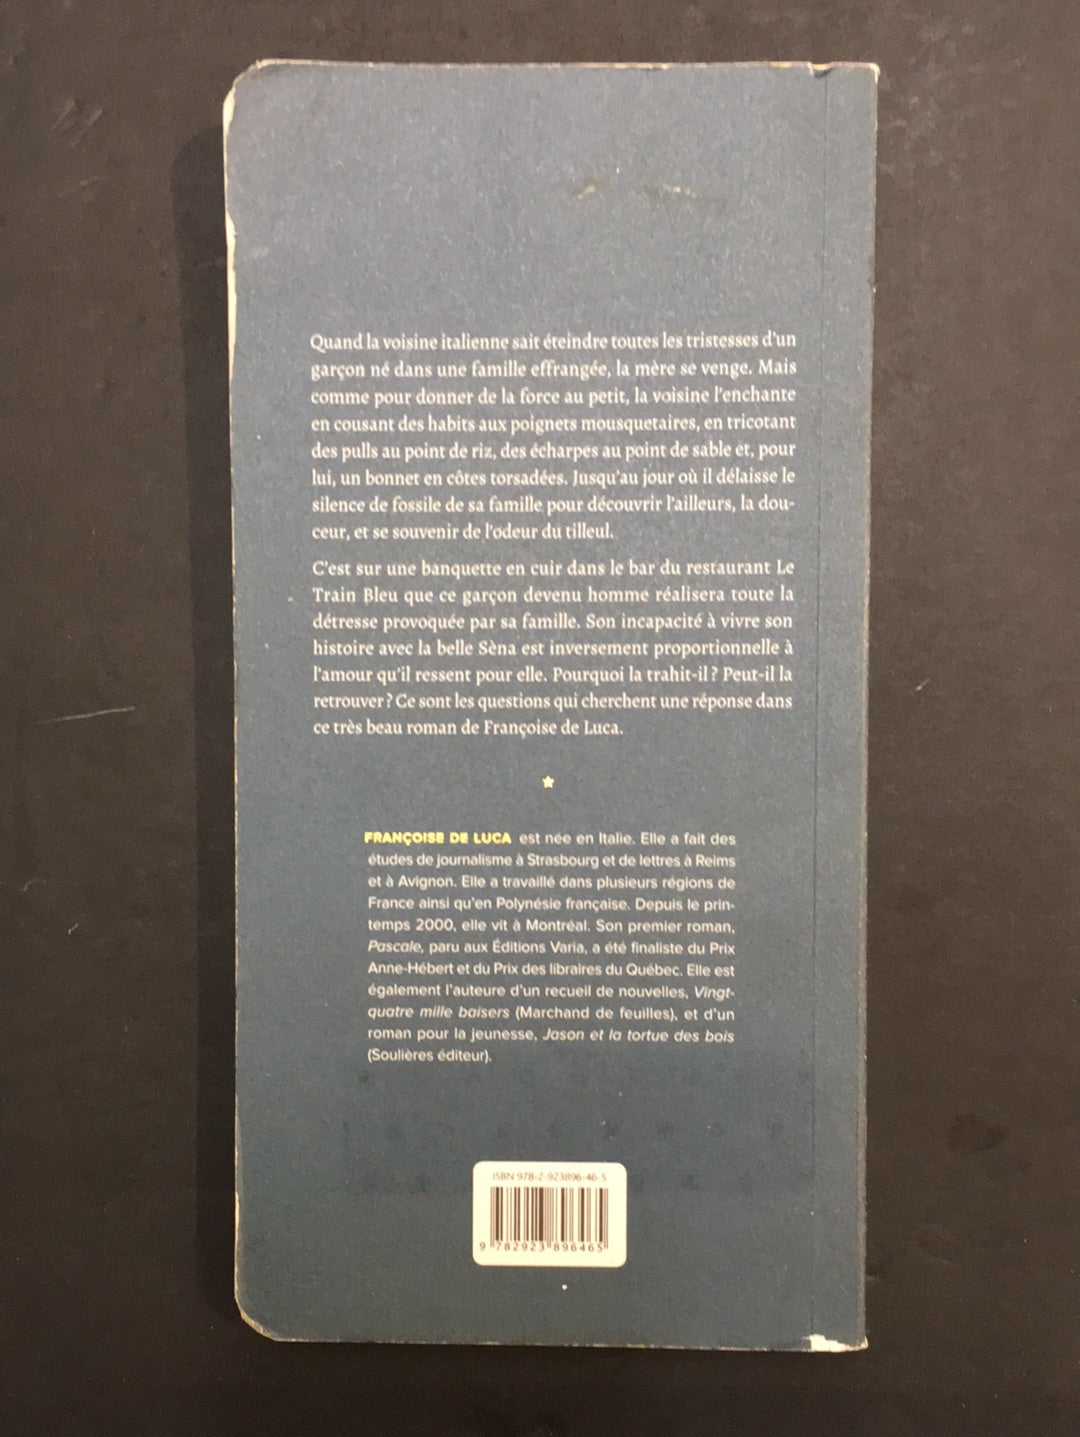 Quand la voisine italienne sait éteindre toutes les tristesses d'un
garçon né dans une famille effrangée, la mère se venge. Mais
comme pour donner de la force au petit, la voisine l'enchante
en cousant des habits aux poignets mousquetaires, en tricotant
des pulls au point de riz, des écharpes au point de sable et, pour
lui, un bonnet en côtes torsadées. Jusqu'au jour où il délaisse le
silence de fossile de sa famille pour découvrir l'ailleurs, la dou-
ceur, et se souvenir de l'odeur du tilleul.
C'est sur une banquette en cuir dans le bar du restaurant Le
Train Bleu que ce garçon devenu homme réalisera toute la
détresse provoquée par sa famille. Son incapacité à vivre son
histoire avec la belle Sèna est inversement proportionnelle à
l'amour qu'il ressent pour elle. Pourquoi la trahit-il ? Peut-il la
retrouver ? Ce sont les questions qui cherchent une réponse dans
ce très beau roman de Françoise de Luca.
FRANÇOISE DE LUCA est née en Italie. Elle a fait des
études de journalisme à Strasbourg et de lettres à Reims
et à Avignon. Elle a travaillé dans plusieurs régions de
France ainsi qu'en Polynésie française. Depuis le prin-
temps 2000, elle vit à Montréal. Son premier roman,
Pascale, paru aux Éditions Varia, a été finaliste du Prix
Anne-Hébert et du Prix des libraires du Québec. Elle est
également l'auteure d'un recueil de nouvelles, Vingt-
quatre mille baisers (Marchand de feuilles), et d'un
roman pour la jeunesse, Jason et la tortue des bois
(Soulières éditeur).
ISBN 978-2-923896-46-5
9 782923 896465